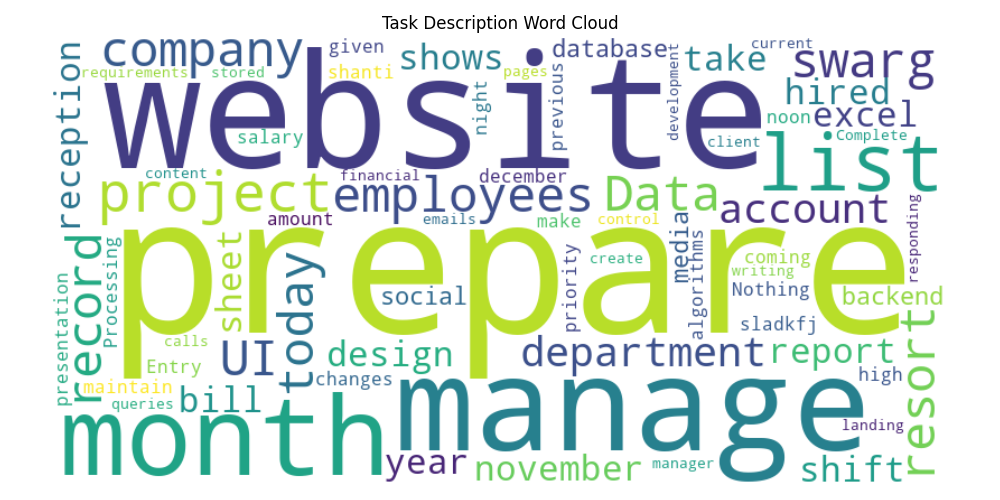 Task Description Word Cloud
company
given
shows
database
current
take
swarg
requirements
stored
shanti
pages
reception
website
night
previous
development
hired
noon
excel
salary
client
Complete
list
content
financial
december
project
employees
Data
account
responding
amount
emails
make
control
media
prepare
record
Processing
sheet
today
social
priority
create
algorithms
coming
writing
Nothing
backend
presentation
calls
sladkfj
UI
design
department
report
resort
Entry
maintain
changes
high
queries
bill
month
manage
landing
year
november
manager
shift